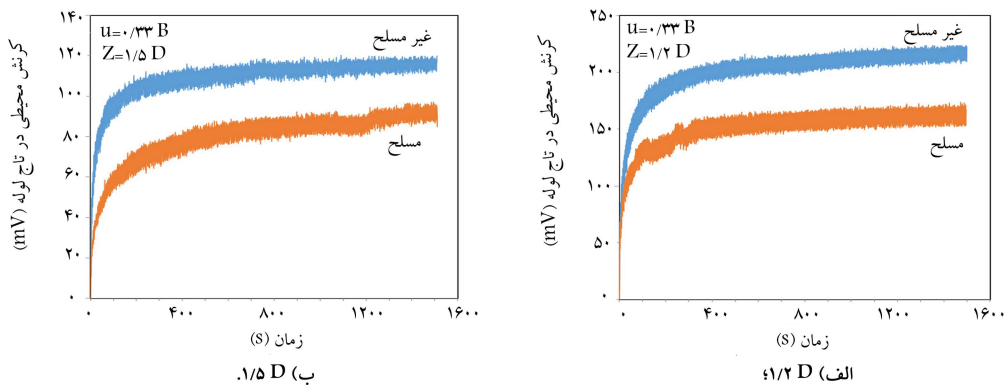 ۲۵۰
۲۰۰
۱۵۰
۱۰۰
۵۰
۰
u=۰/۳۳ B
Z=۱/۲ D
غیر مسلح
مسلح
کرنش محیطی در تاج لوله (mV)
۰ ۴۰۰ ۸۰۰ ۱۲۰۰ ۱۶۰۰
زمان (s)
الف) ۱/۲ D؛
۱۴۰
۱۲۰
۱۰۰
۸۰
۶۰
۴۰
۲۰
۰
u=۰/۳۳ B
Z=۱/۵ D
غیر مسلح
مسلح
کرنش محیطی در تاج لوله (mV)
۰ ۴۰۰ ۸۰۰ ۱۲۰۰ ۱۶۰۰
زمان (s)
ب) ۱/۵ D.